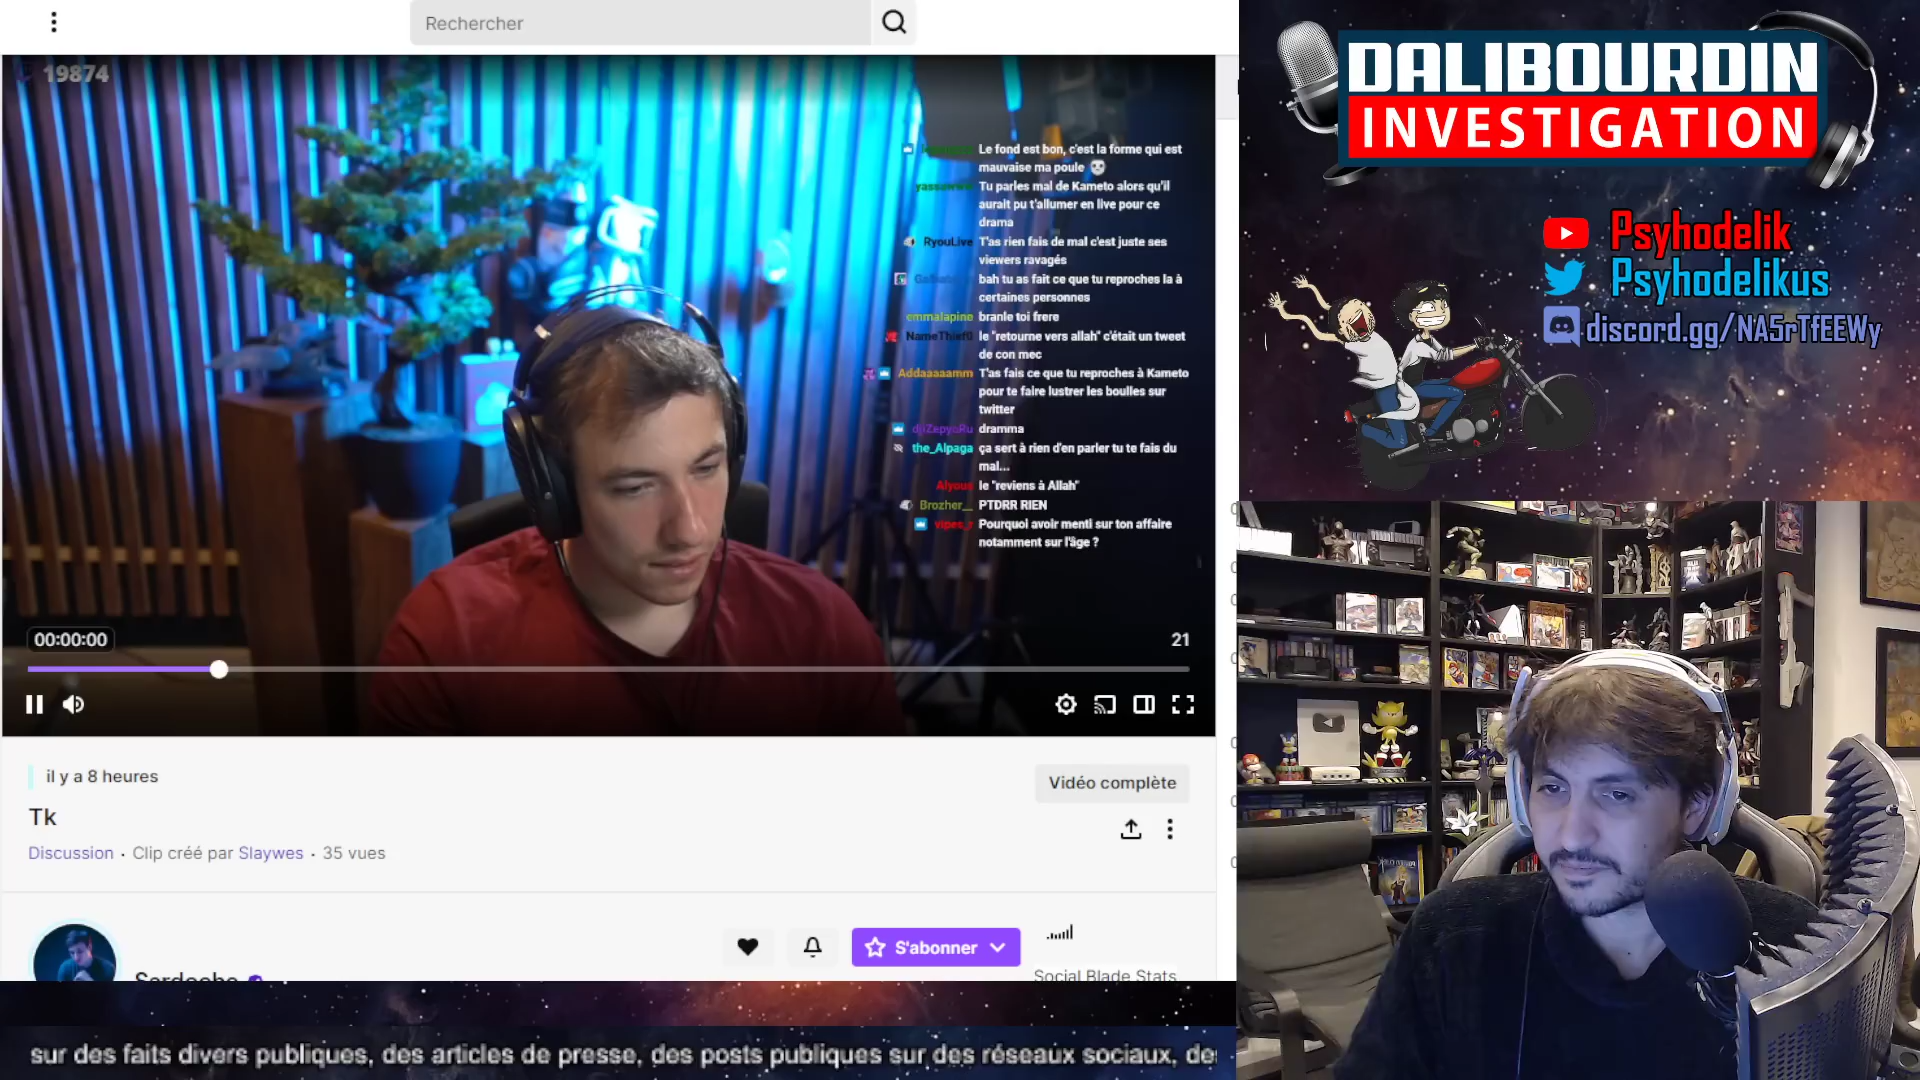 Rechercher
19874
Le fond est bon, c'est la forme qui est
mauvaise ma poule
Tu parles mal de Kameto alors qu'il
aurait pu t'allumer en live pour ce
drama
RyouLive T'as rien fais de mal c'est juste ses
viewers ravagés
bah tu as fait ce que tu reproches la à
certaines personnes
emmalapine branle toi frere
NameThief0 le "retourne vers allah" c'était un tweet
de con mec
Addaaaaamm T'as fais ce que tu reproches à Kameto
pour te faire lustrer les boulles sur
twitter
djiZepyoRu dramma
the_Alpaga ça sert à rien d'en parler tu te fais du
mal...
Alyous le "reviens à Allah"
Brozher__ PTDRR RIEN
vipes_r Pourquoi avoir menti sur ton affaire
notamment sur l'âge ?
00:00:00
21
il y a 8 heures
Vidéo complète
Tk
Discussion · Clip créé par Slaywes · 35 vues
S'abonner
Sardoche
Social Blade Stats
sur des faits divers publiques, des articles de presse, des posts publiques sur des réseaux sociaux, de
DALIBOURDIN
INVESTIGATION
Psyhodelik
Psyhodelikus
discord.gg/NA5rTfEEWy